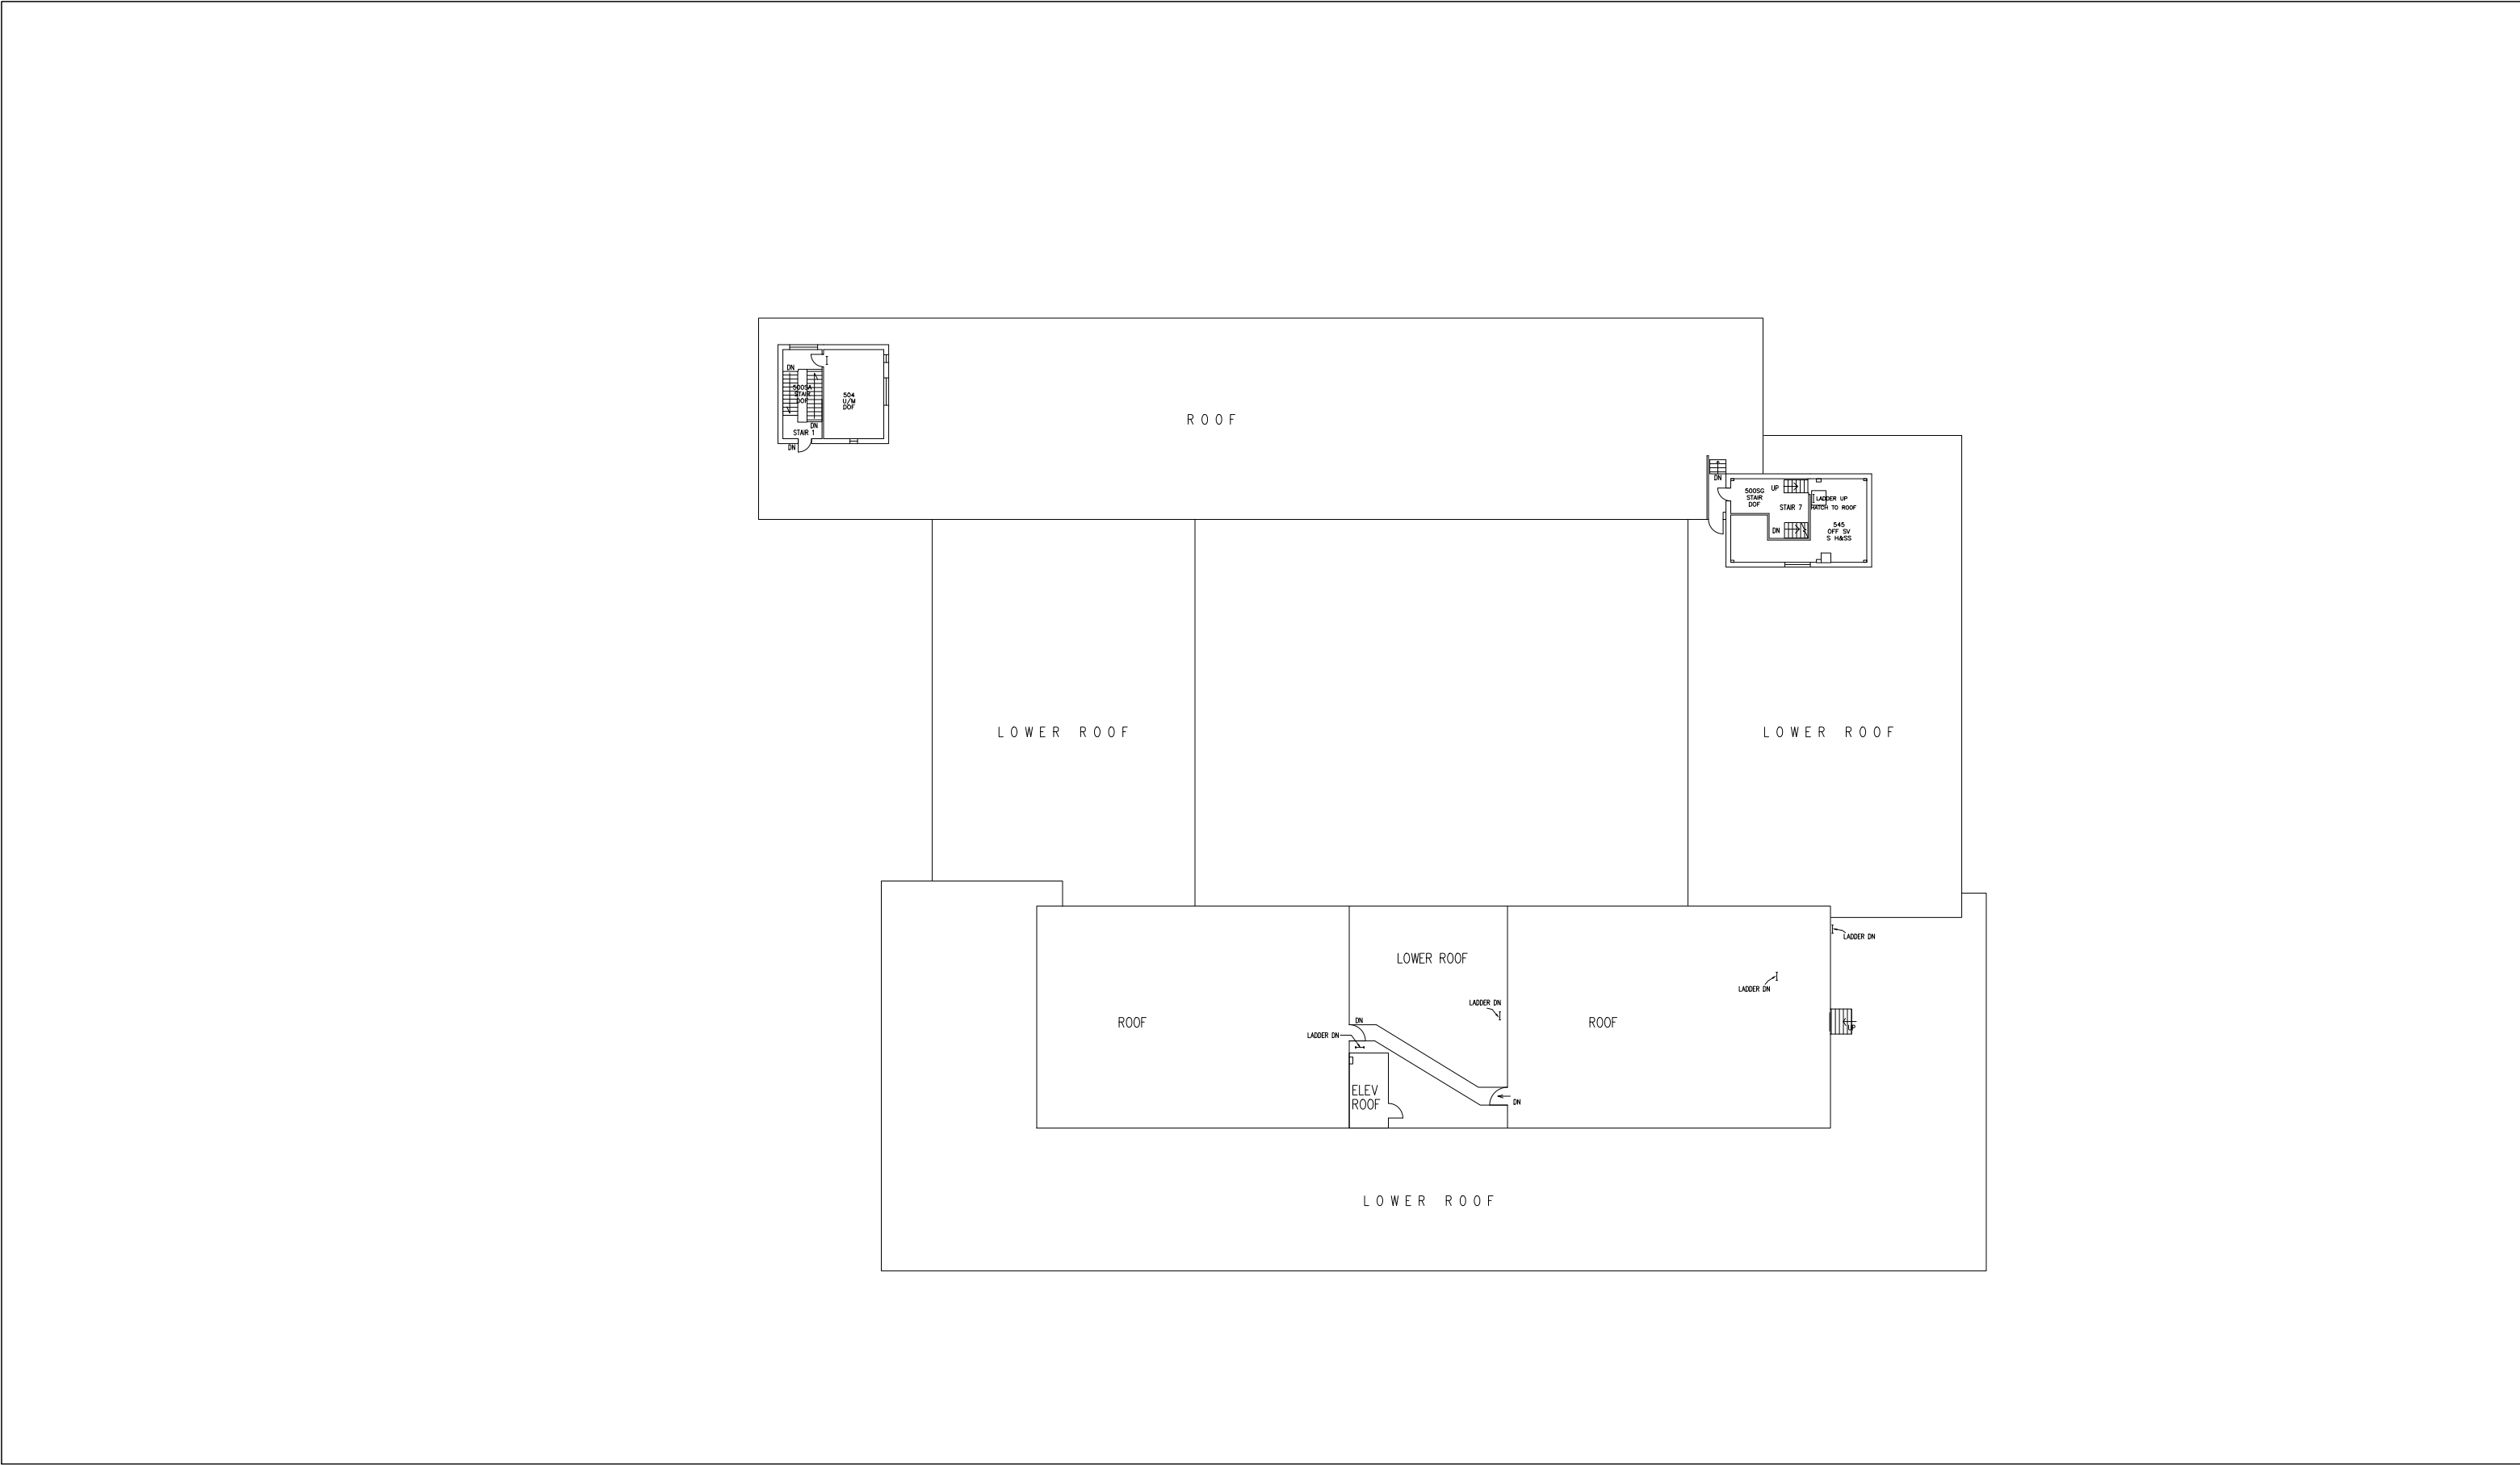 DN
500SA
STAIR
DOF
504
U/M
DOF
DN
STAIR 1
DN
ROOF
DN
500SG
STAIR
DOF
UP
LADDER UP
HATCH TO ROOF
STAIR 7
DN
545
OFF SV
S H&SS
LOWER ROOF
LOWER ROOF
LADDER DN
LOWER ROOF
LADDER DN
LADDER DN
ROOF
DN
ROOF
UP
LADDER DN
ELEV
ROOF
DN
LOWER ROOF